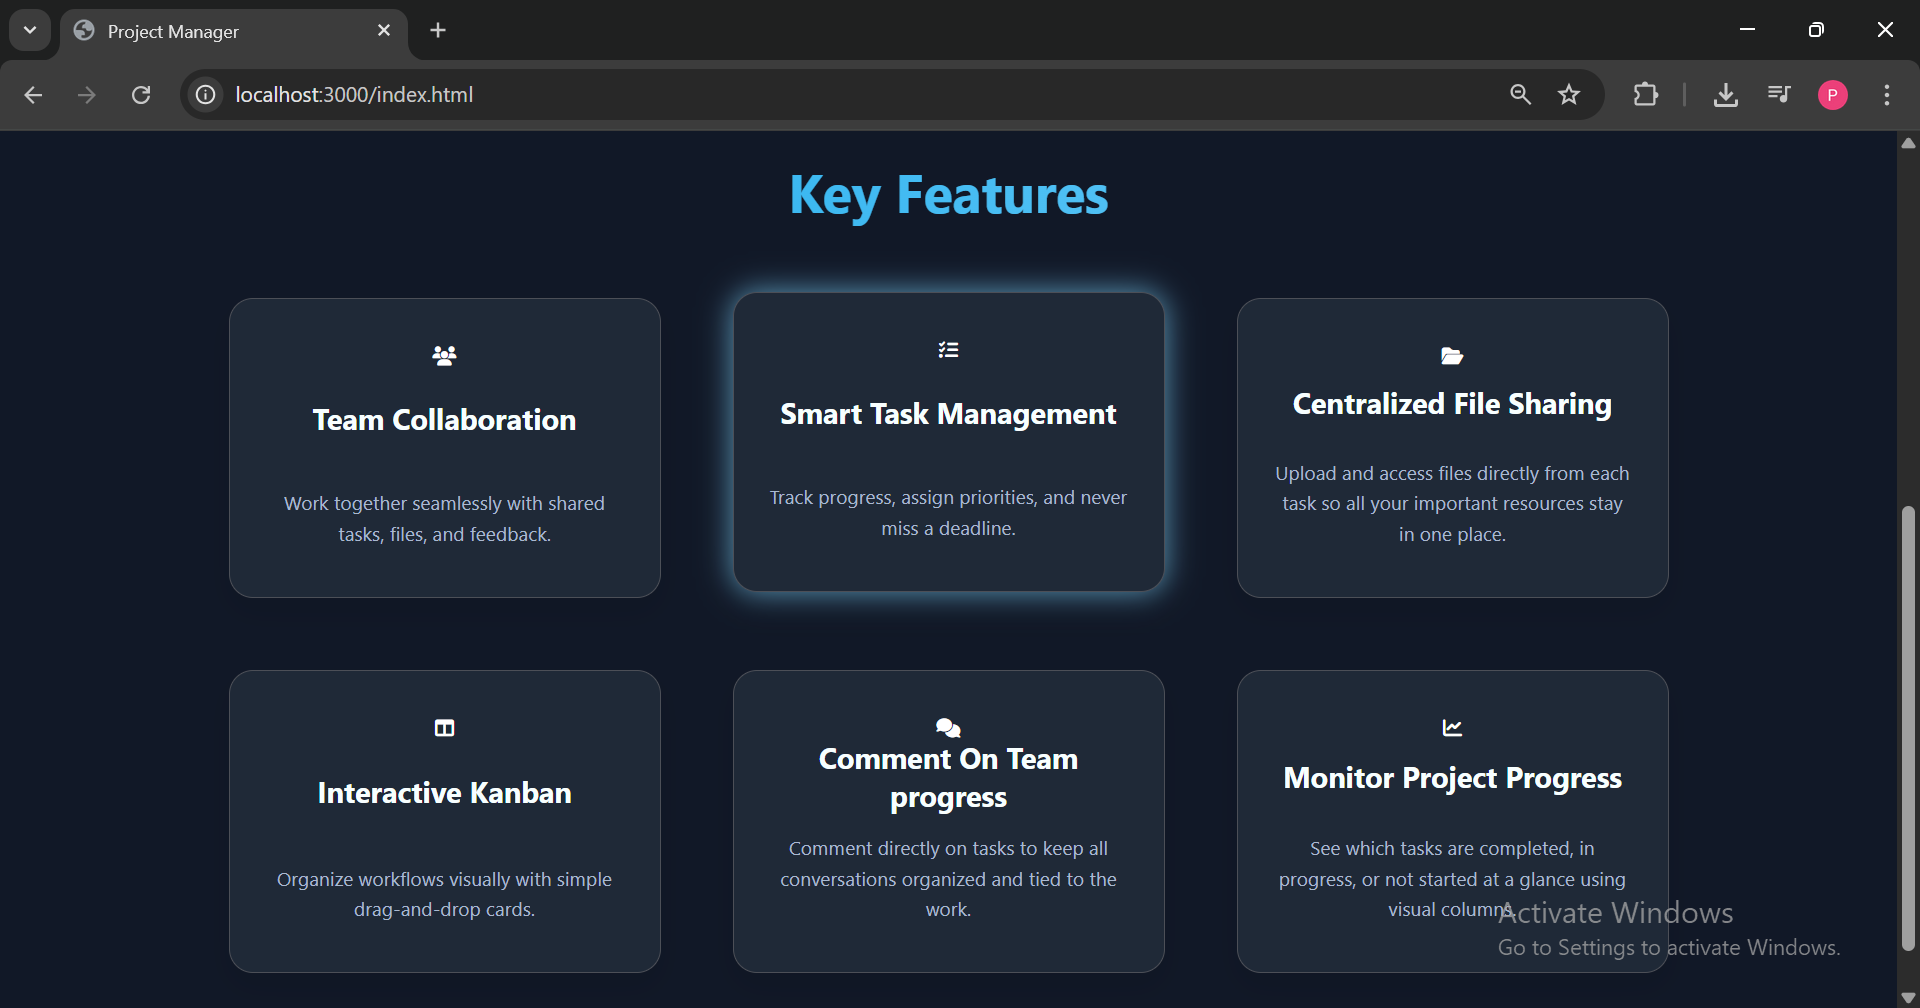 Project Manager
localhost:3000/index.html
P
Key Features
Team Collaboration
Work together seamlessly with shared
tasks, files, and feedback.
Smart Task Management
Track progress, assign priorities, and never
miss a deadline.
Centralized File Sharing
Upload and access files directly from each
task so all your important resources stay
in one place.
Interactive Kanban
Organize workflows visually with simple
drag-and-drop cards.
Comment On Team
progress
Comment directly on tasks to keep all
conversations organized and tied to the
work.
Monitor Project Progress
See which tasks are completed, in
progress, or not started at a glance using
visual columns.
Activate Windows
Go to Settings to activate Windows.